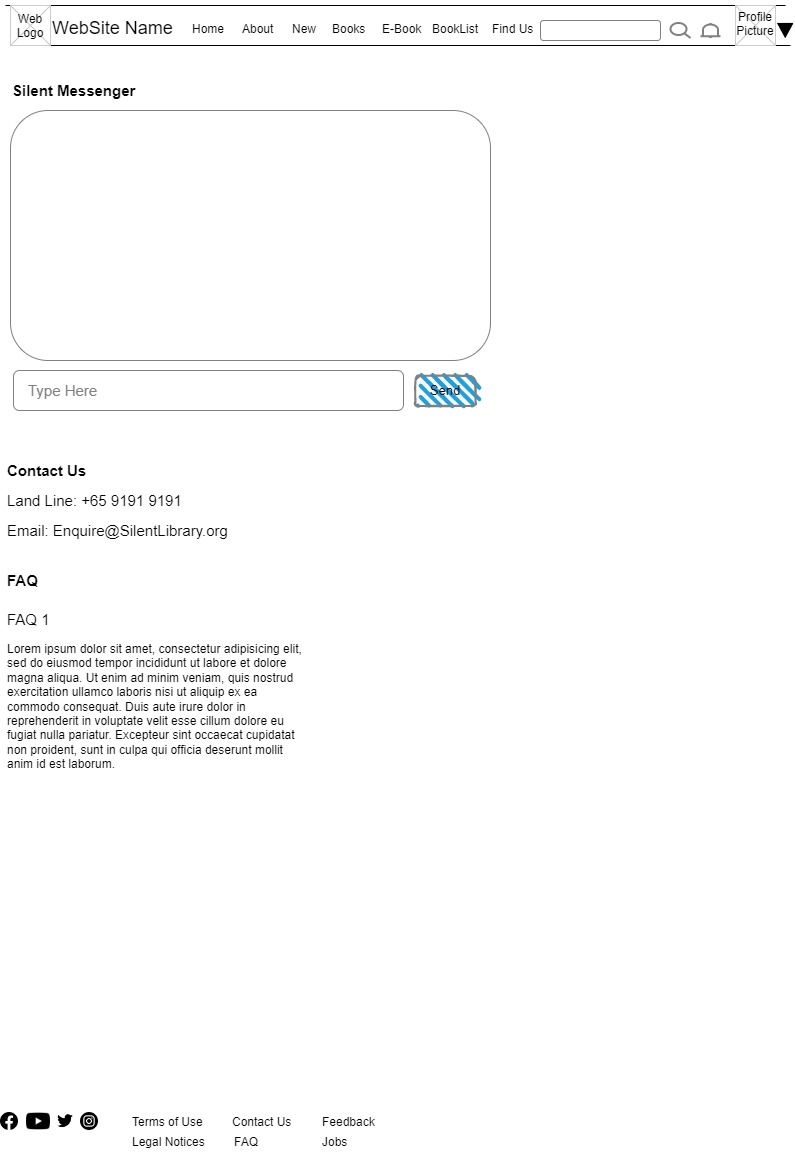 Web
Logo
WebSite Name
Home
About
New
Books
E-Book
BookList
Find Us
Profile
Picture
Silent Messenger
Type Here
Send
Contact Us
Land Line: +65 9191 9191
Email: Enquire@SilentLibrary.org
FAQ
FAQ 1
Lorem ipsum dolor sit amet, consectetur adipisicing elit,
sed do eiusmod tempor incididunt ut labore et dolore
magna aliqua. Ut enim ad minim veniam, quis nostrud
exercitation ullamco laboris nisi ut aliquip ex ea
commodo consequat. Duis aute irure dolor in
reprehenderit in voluptate velit esse cillum dolore eu
fugiat nulla pariatur. Excepteur sint occaecat cupidatat
non proident, sunt in culpa qui officia deserunt mollit
anim id est laborum.
Terms of Use
Contact Us
Feedback
Legal Notices
FAQ
Jobs